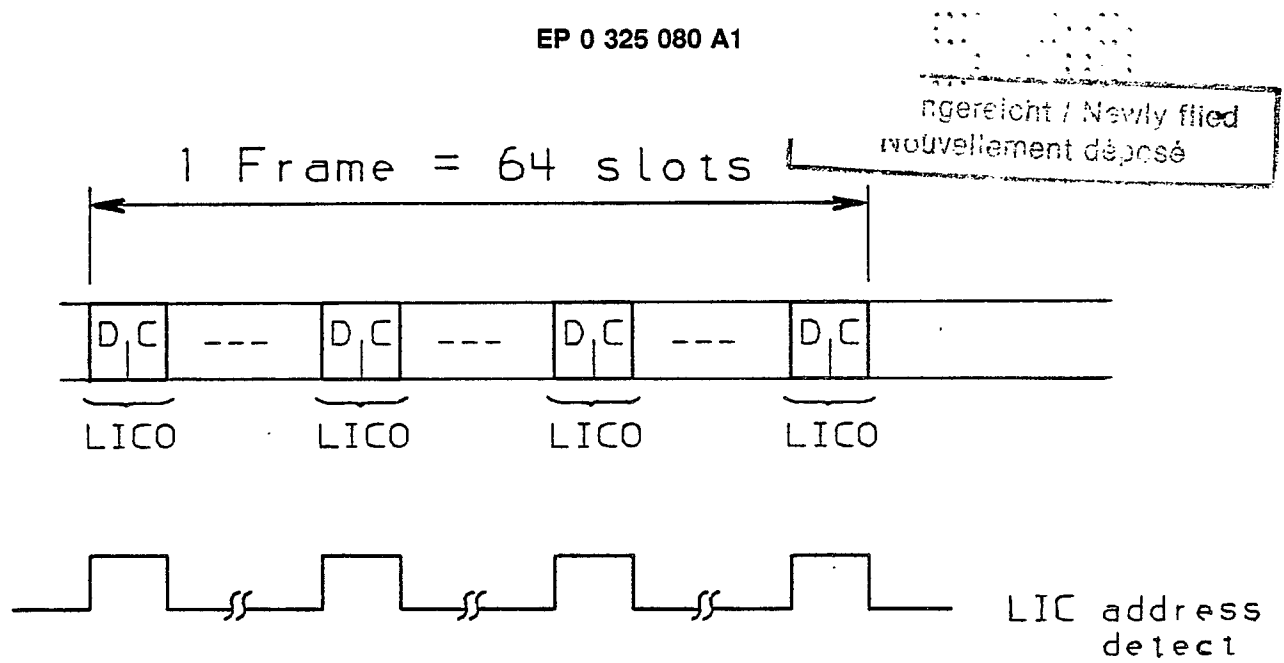 EP 0 325 080 A1
ngereicht / Newly filed
Nouvellement déposé
1 Frame = 64 slots
D C --- D C --- D C --- D C
LICO LICO LICO LICO
LIC address
detect